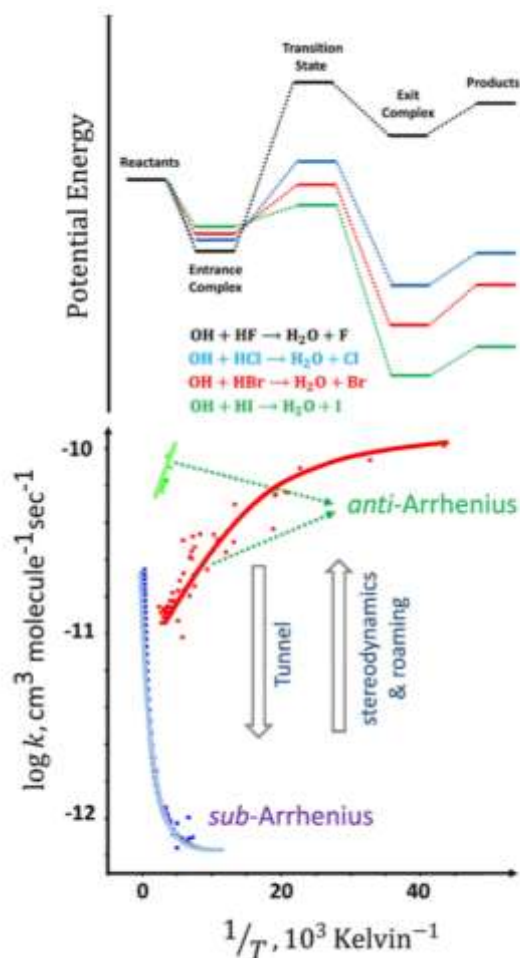 Transition
State
Products
Exit
Complex
Reactants
Entrance
Complex
Potential Energy
OH + HF → H₂O + F
OH + HCl → H₂O + Cl
OH + HBr → H₂O + Br
OH + HI → H₂O + I
-10
anti-Arrhenius
-11
Tunnel
stereodynamics
& roaming
log k, cm³ molecule⁻¹sec⁻¹
-12
sub-Arrhenius
0
20
40
1/T, 10³ Kelvin⁻¹